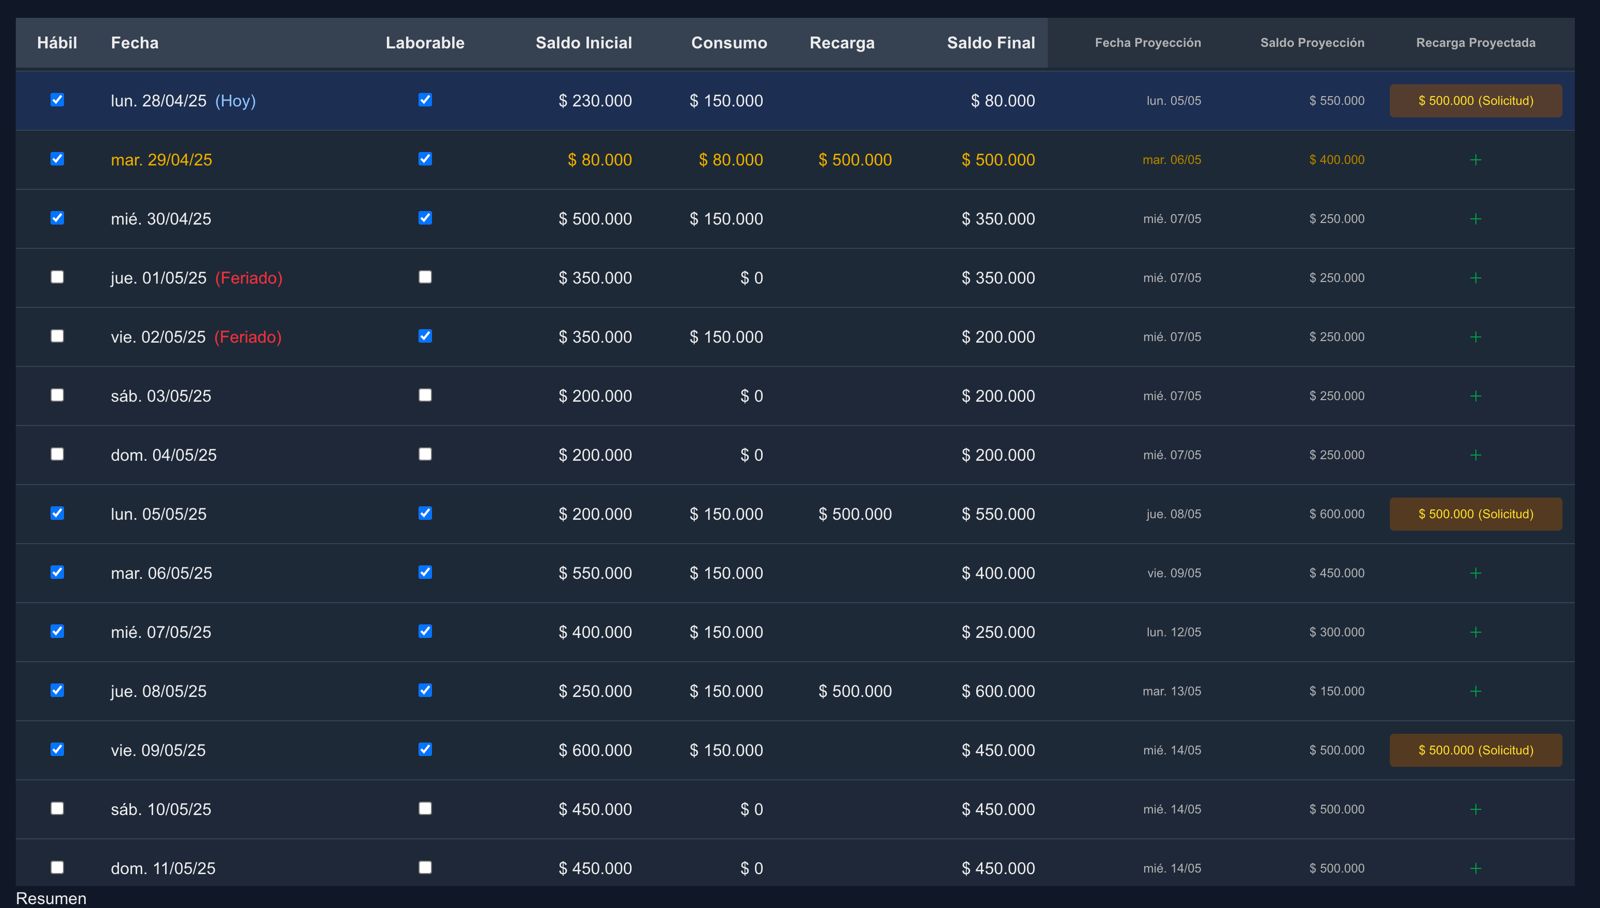 Hábil Fecha Laborable Saldo Inicial Consumo Recarga Saldo Final Fecha Proyección Saldo Proyección Recarga Proyectada
lun. 28/04/25 (Hoy) $ 230.000 $ 150.000 $ 80.000 lun. 05/05 $ 550.000 $ 500.000 (Solicitud)
mar. 29/04/25 $ 80.000 $ 80.000 $ 500.000 $ 500.000 mar. 06/05 $ 400.000 +
mié. 30/04/25 $ 500.000 $ 150.000 $ 350.000 mié. 07/05 $ 250.000 +
jue. 01/05/25 (Feriado) $ 350.000 $ 0 $ 350.000 mié. 07/05 $ 250.000 +
vie. 02/05/25 (Feriado) $ 350.000 $ 150.000 $ 200.000 mié. 07/05 $ 250.000 +
sáb. 03/05/25 $ 200.000 $ 0 $ 200.000 mié. 07/05 $ 250.000 +
dom. 04/05/25 $ 200.000 $ 0 $ 200.000 mié. 07/05 $ 250.000 +
lun. 05/05/25 $ 200.000 $ 150.000 $ 500.000 $ 550.000 jue. 08/05 $ 600.000 $ 500.000 (Solicitud)
mar. 06/05/25 $ 550.000 $ 150.000 $ 400.000 vie. 09/05 $ 450.000 +
mié. 07/05/25 $ 400.000 $ 150.000 $ 250.000 lun. 12/05 $ 300.000 +
jue. 08/05/25 $ 250.000 $ 150.000 $ 500.000 $ 600.000 mar. 13/05 $ 150.000 +
vie. 09/05/25 $ 600.000 $ 150.000 $ 450.000 mié. 14/05 $ 500.000 $ 500.000 (Solicitud)
sáb. 10/05/25 $ 450.000 $ 0 $ 450.000 mié. 14/05 $ 500.000 +
dom. 11/05/25 $ 450.000 $ 0 $ 450.000 mié. 14/05 $ 500.000 +
Resumen